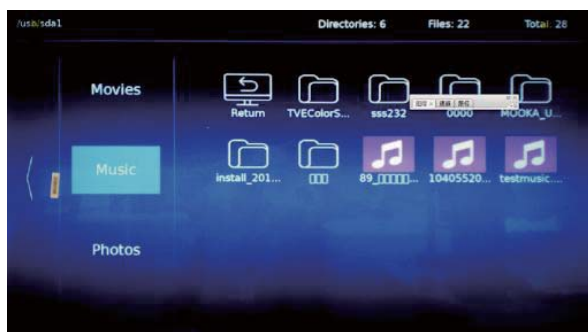 /usb/sda1
Directories: 6
Files: 22
Total: 28
Movies
Music
Photos
Return
TVEColorS...
sss232
0000
MOOKA_U...
install_201...
□□□
89_□□□□□...
10405520...
testmusic....